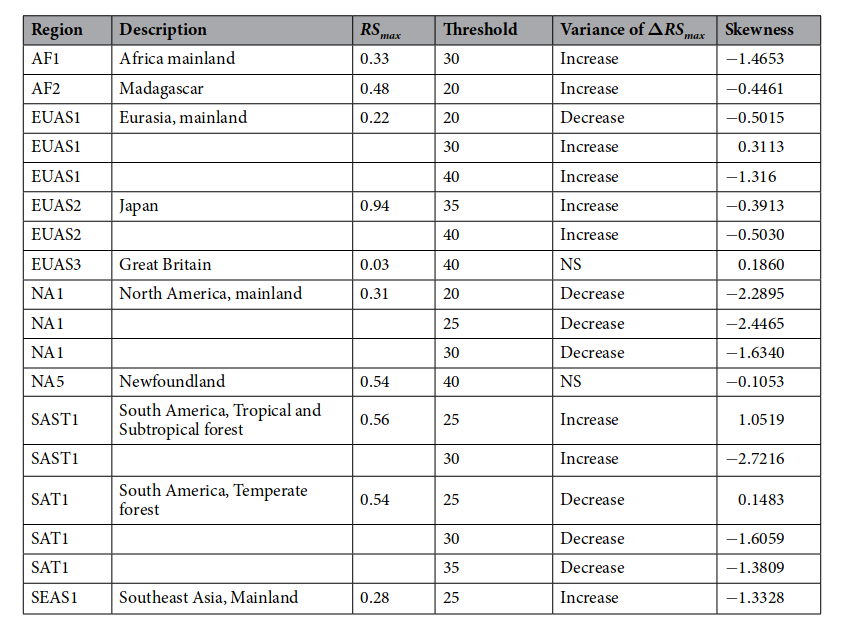 Region Description RSmax Threshold Variance of ΔRSmax Skewness
AF1 Africa mainland 0.33 30 Increase −1.4653
AF2 Madagascar 0.48 20 Increase −0.4461
EUAS1 Eurasia, mainland 0.22 20 Decrease −0.5015
EUAS1 30 Increase 0.3113
EUAS1 40 Increase −1.316
EUAS2 Japan 0.94 35 Increase −0.3913
EUAS2 40 Increase −0.5030
EUAS3 Great Britain 0.03 40 NS 0.1860
NA1 North America, mainland 0.31 20 Decrease −2.2895
NA1 25 Decrease −2.4465
NA1 30 Decrease −1.6340
NA5 Newfoundland 0.54 40 NS −0.1053
SAST1 South America, Tropical and
Subtropical forest 0.56 25 Increase 1.0519
SAST1 30 Increase −2.7216
SAT1 South America, Temperate
forest 0.54 25 Decrease 0.1483
SAT1 30 Decrease −1.6059
SAT1 35 Decrease −1.3809
SEAS1 Southeast Asia, Mainland 0.28 25 Increase −1.3328